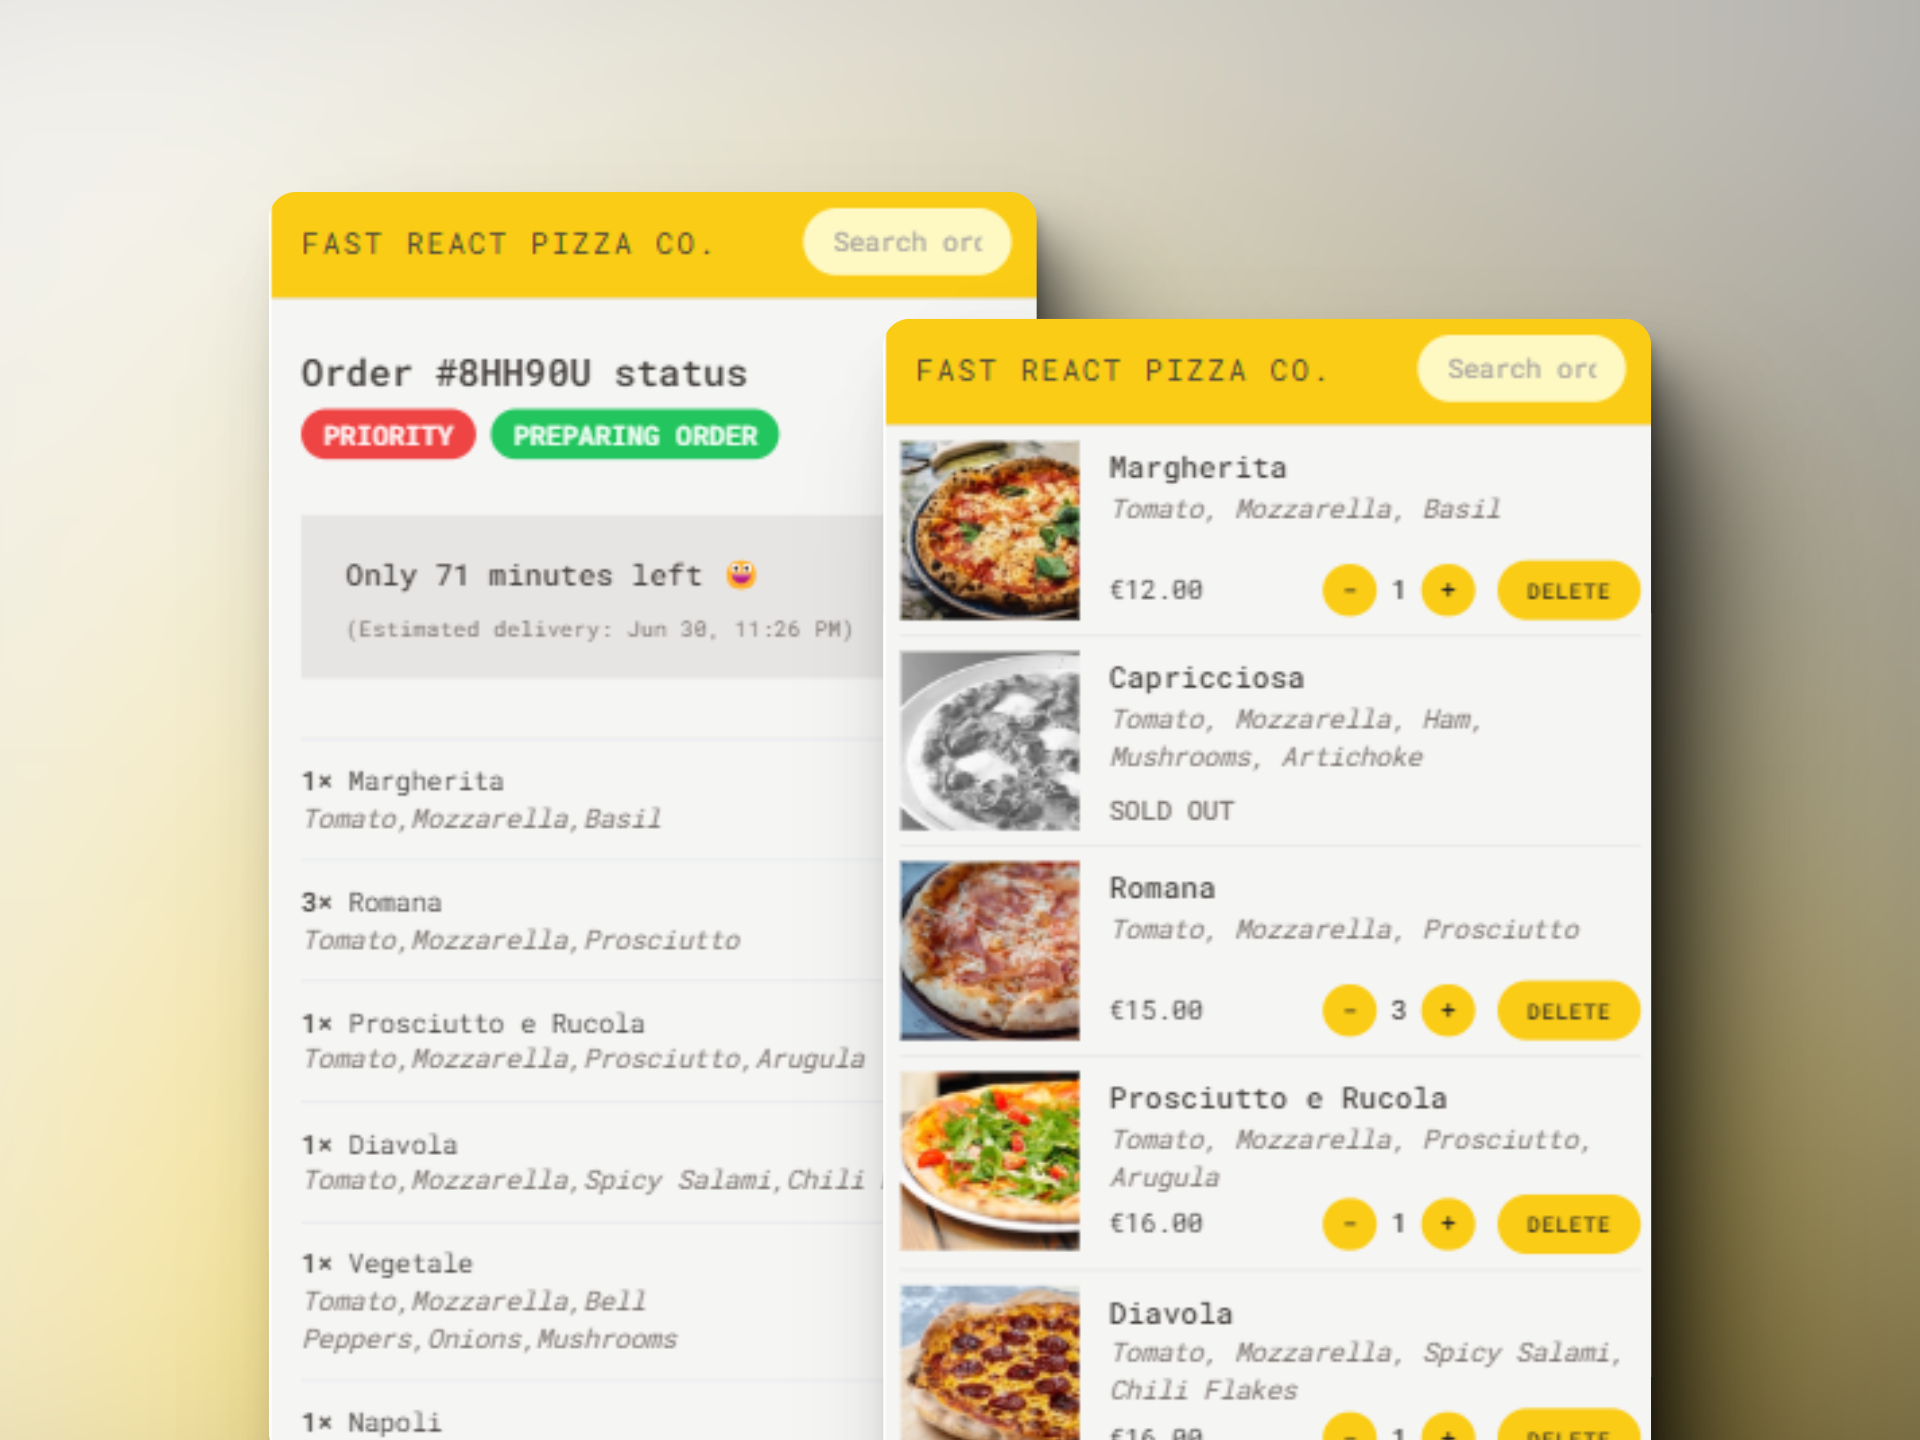 FAST REACT PIZZA CO.
Search
Order #8HH90U status
PRIORITY
PREPARING ORDER
Only 71 minutes left
(Estimated delivery: Jun 30, 11:26 PM)
1× Margherita
Tomato,Mozzarella,Basil
3× Romana
Tomato,Mozzarella,Prosciutto
1× Prosciutto e Rucola
Tomato,Mozzarella,Prosciutto,Arugula
1× Diavola
Tomato,Mozzarella,Spicy Salami,Chili
1× Vegetale
Tomato,Mozzarella,Bell
Peppers,Onions,Mushrooms
1× Napoli
FAST REACT PIZZA CO.
Search
Margherita
Tomato, Mozzarella, Basil
€12.00 - 1 + DELETE
Capricciosa
Tomato, Mozzarella, Ham,
Mushrooms, Artichoke
SOLD OUT
Romana
Tomato, Mozzarella, Prosciutto
€15.00 - 3 + DELETE
Prosciutto e Rucola
Tomato, Mozzarella, Prosciutto,
Arugula
€16.00 - 1 + DELETE
Diavola
Tomato, Mozzarella, Spicy Salami,
Chili Flakes
€16.00 - 1 + DELETE